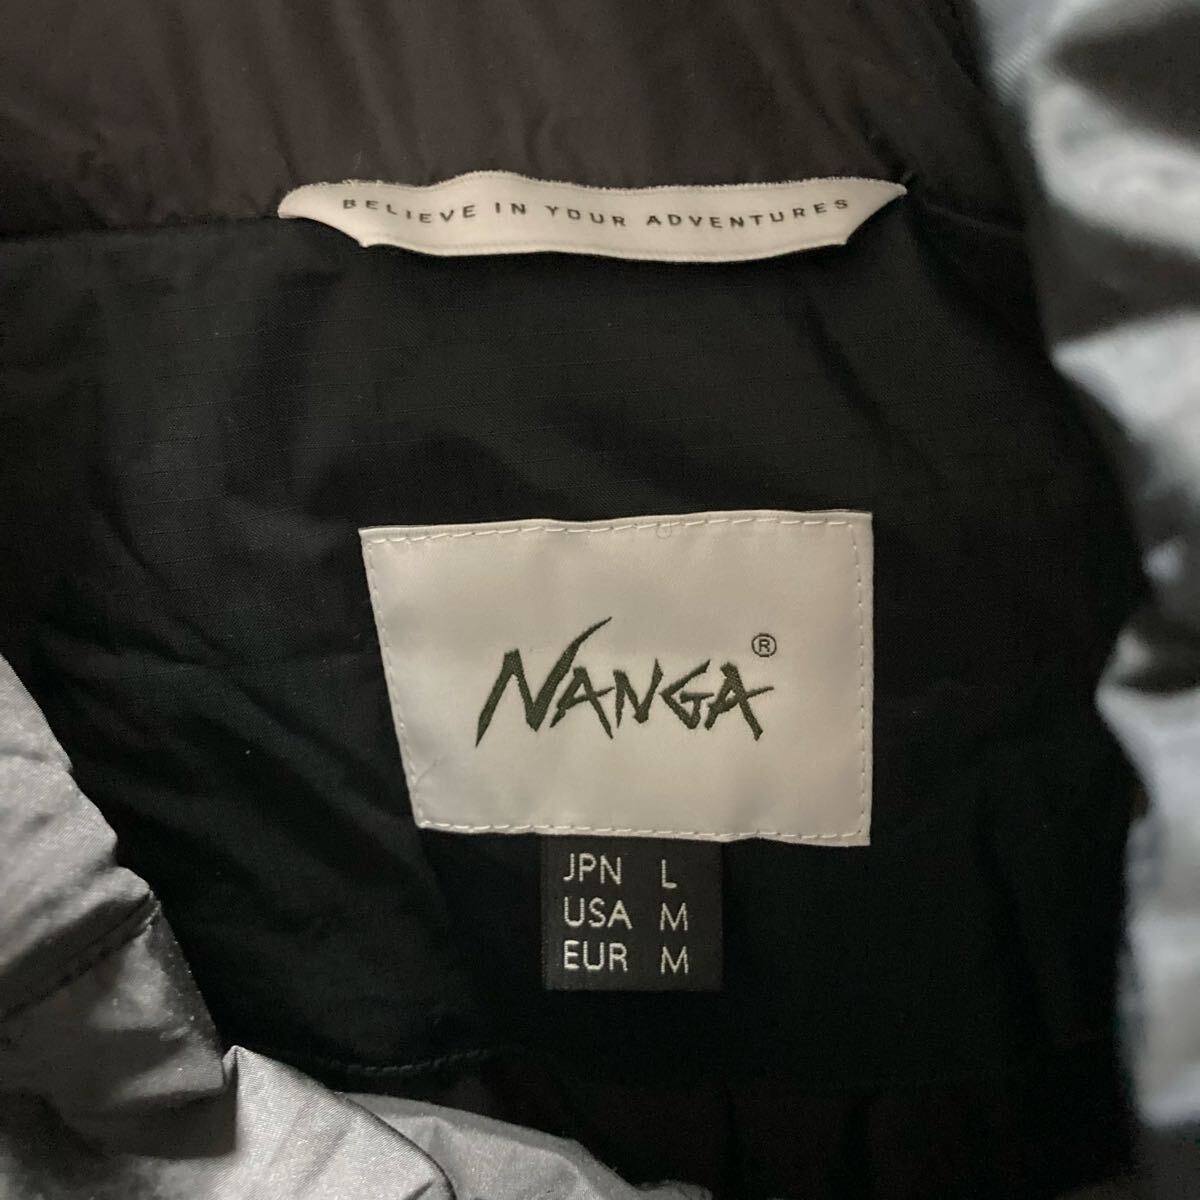 BELIEVE IN YOUR ADVENTURES
NANGA®
JPN L
USA M
EUR M